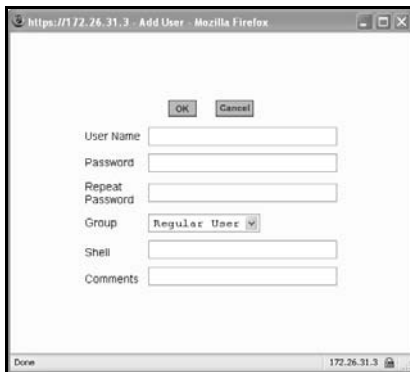 https://172.26.31.3 - Add User - Mozilla Firefox
OK Cancel
User Name
Password
Repeat
Password
Group Regular User
Shell
Comments
Done 172.26.31.3